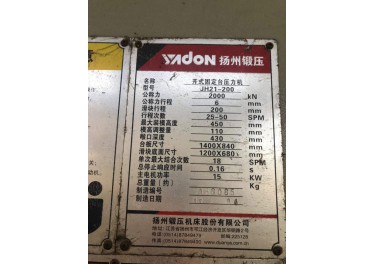 YADON 扬州锻压
名称 开式固定台压力机
型号 JH21-200
公称力 2000 kN
公称力行程 6 mm
滑块行程 200 mm
行程次数 25-50 SPM
最大装模高度 450 mm
模高调整量 110 mm
喉口深度 430 mm
台板尺寸 1400X840 mm
滑块底面尺寸 1200X680 mm
单次最大结合次数 18 SPM
总停止响应时间 0.16 s
主电机功率 15 KW
总重量(约) Kg
制造编号
制造日期
扬州锻压机床股份有限公司